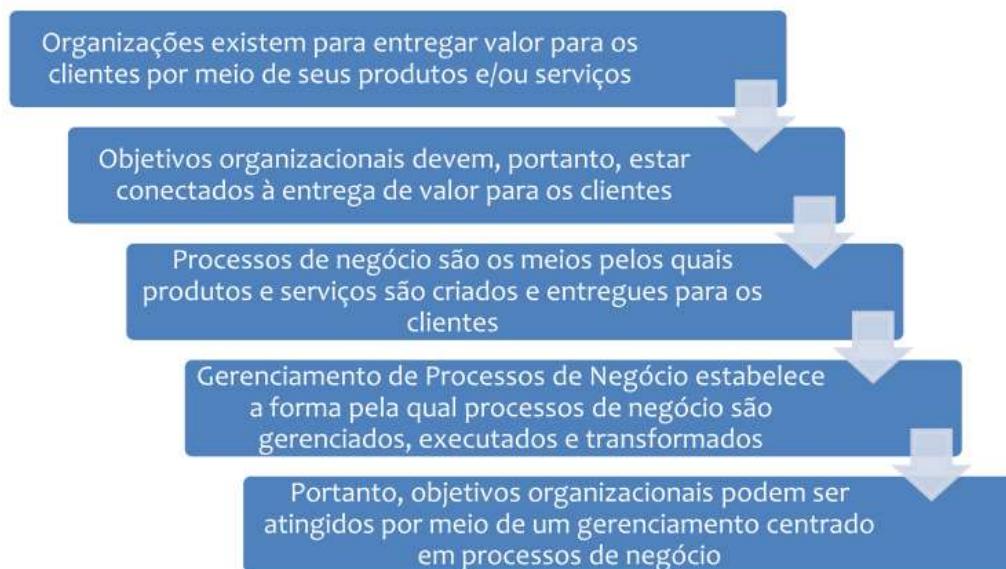 Organizações existem para entregar valor para os
clientes por meio de seus produtos e/ou serviços
Objetivos organizacionais devem, portanto, estar
conectados à entrega de valor para os clientes
Processos de negócio são os meios pelos quais
produtos e serviços são criados e entregues para os
clientes
Gerenciamento de Processos de Negócio estabelece
a forma pela qual processos de negócio são
gerenciados, executados e transformados
Portanto, objetivos organizacionais podem ser
atingidos por meio de um gerenciamento centrado
em processos de negócio